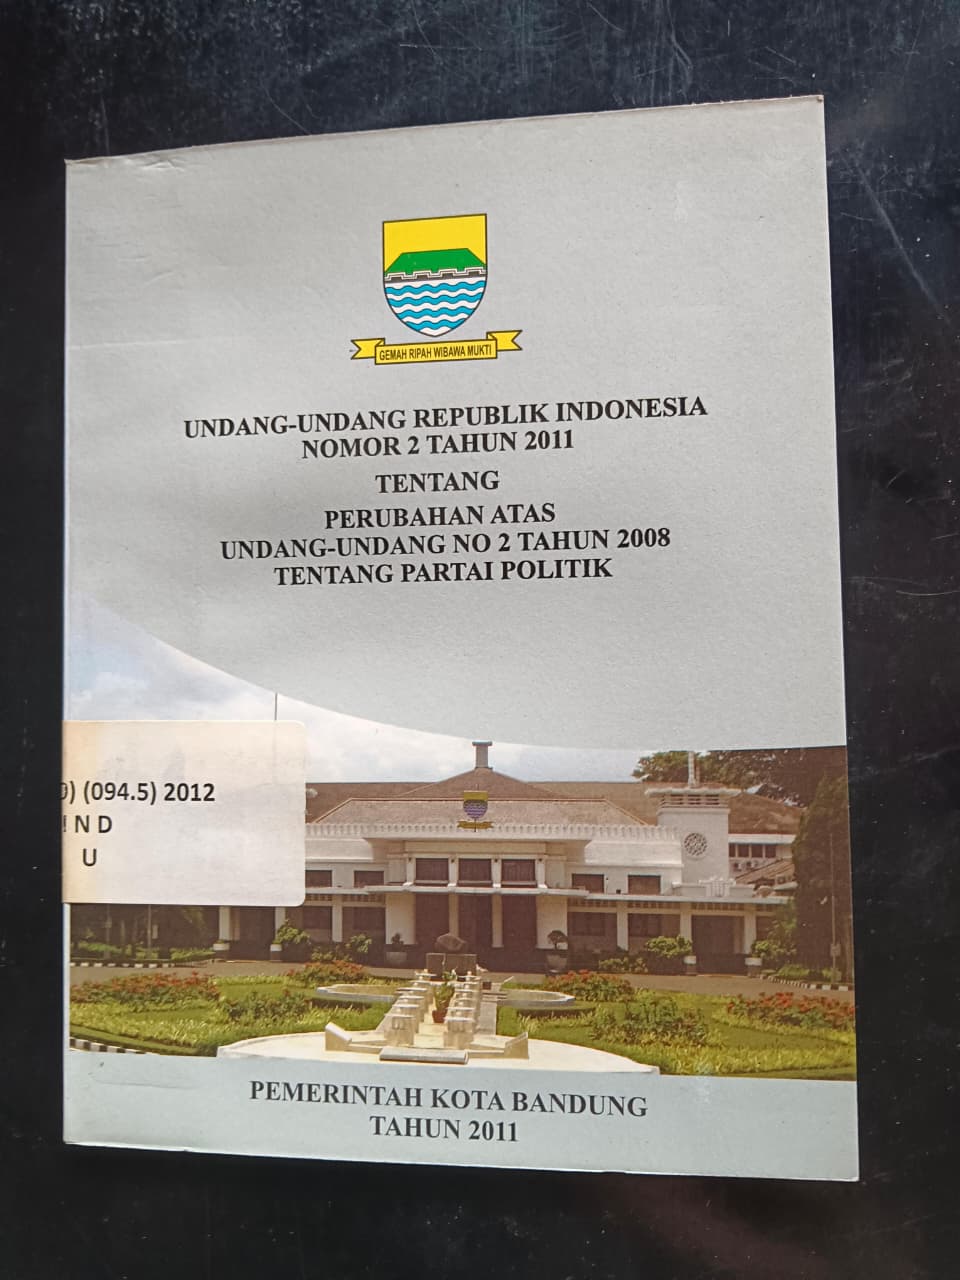 GEMAH RIPAH WIBAWA MUKTI
UNDANG-UNDANG REPUBLIK INDONESIA
NOMOR 2 TAHUN 2011
TENTANG
PERUBAHAN ATAS
UNDANG-UNDANG NO 2 TAHUN 2008
TENTANG PARTAI POLITIK
) (094.5) 2012
I N D
U
PEMERINTAH KOTA BANDUNG
TAHUN 2011